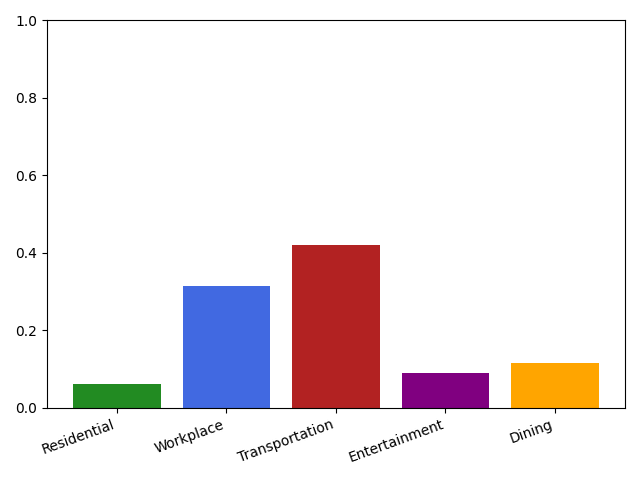 1.0
0.8
0.6
0.4
0.2
0.0
Residential
Workplace
Transportation
Entertainment
Dining